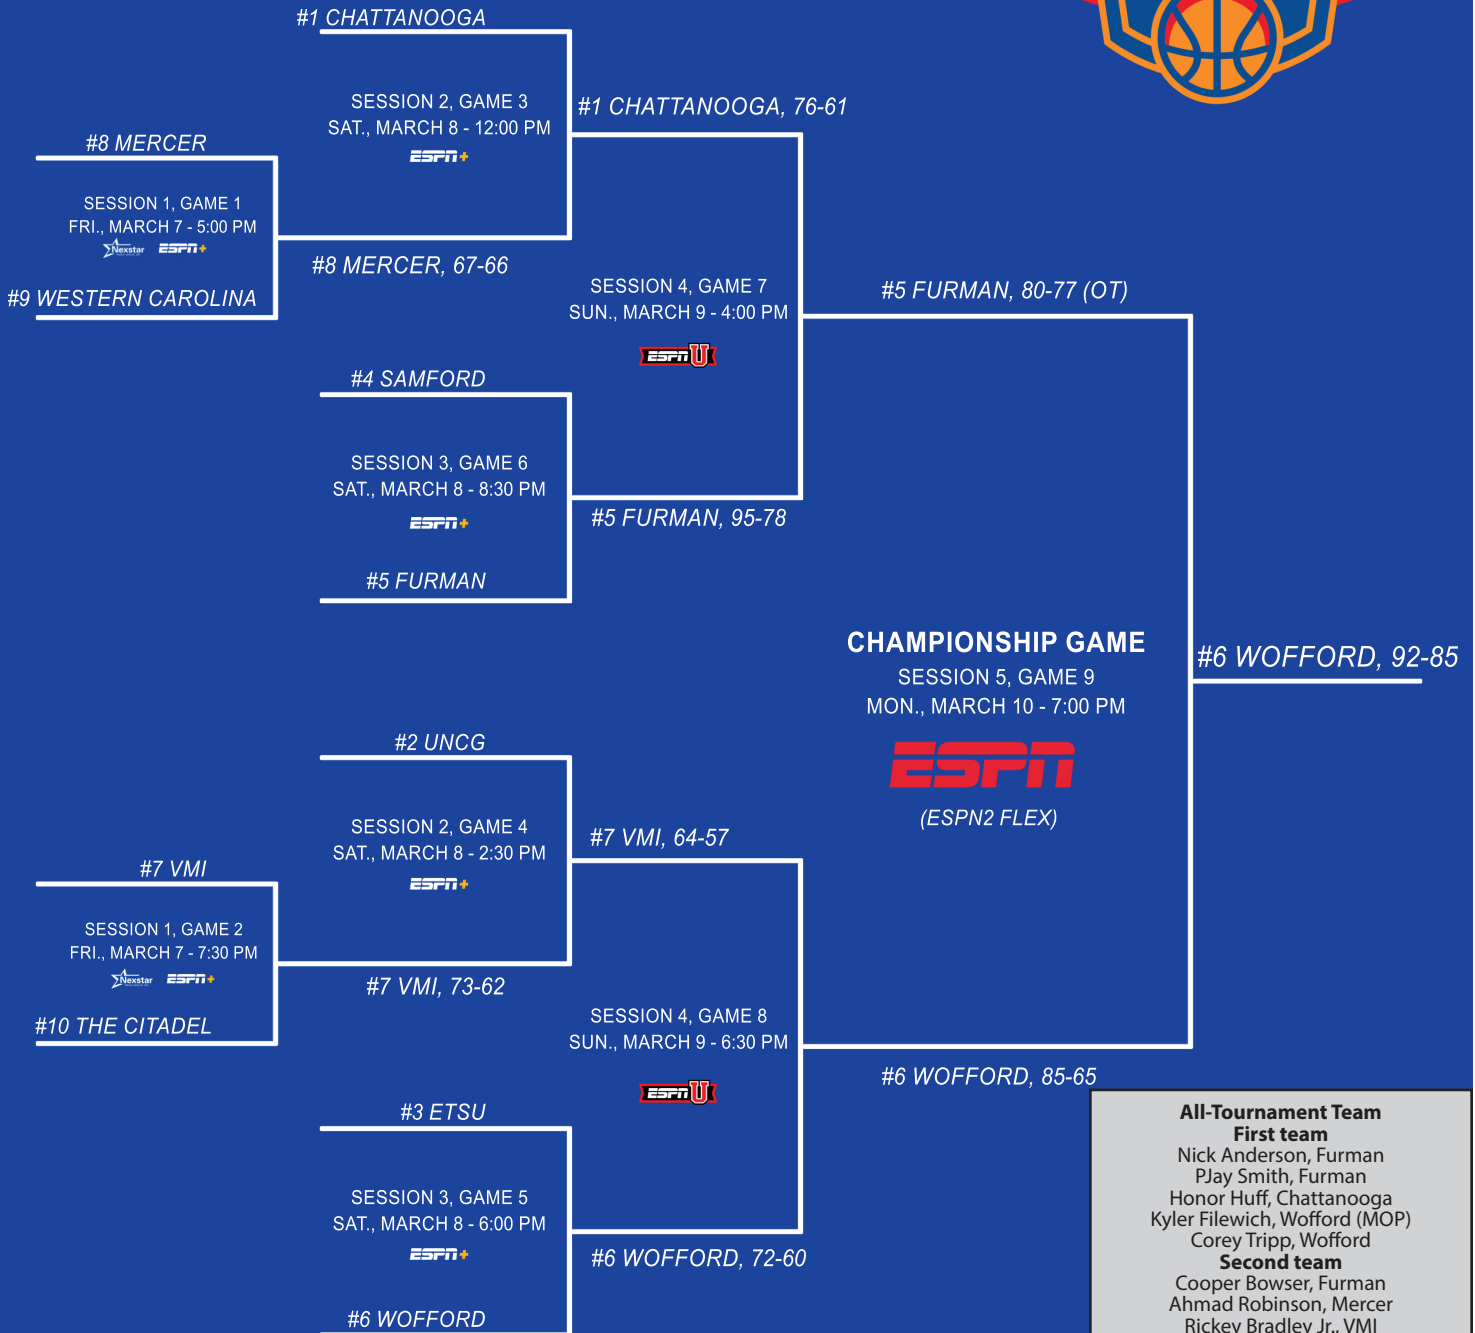 #1 CHATTANOOGA
SESSION 2, GAME 3
SAT., MARCH 8 - 12:00 PM
ESPN+
#1 CHATTANOOGA, 76-61
#8 MERCER
SESSION 1, GAME 1
FRI., MARCH 7 - 5:00 PM
Nexstar ESPN+
#9 WESTERN CAROLINA
#8 MERCER, 67-66
SESSION 4, GAME 7
SUN., MARCH 9 - 4:00 PM
ESPN U
#5 FURMAN, 80-77 (OT)
#4 SAMFORD
SESSION 3, GAME 6
SAT., MARCH 8 - 8:30 PM
ESPN+
#5 FURMAN, 95-78
#5 FURMAN
CHAMPIONSHIP GAME
SESSION 5, GAME 9
MON., MARCH 10 - 7:00 PM
ESPN
(ESPN2 FLEX)
#6 WOFFORD, 92-85
#2 UNCG
SESSION 2, GAME 4
SAT., MARCH 8 - 2:30 PM
ESPN+
#7 VMI, 64-57
#7 VMI
SESSION 1, GAME 2
FRI., MARCH 7 - 7:30 PM
Nexstar ESPN+
#10 THE CITADEL
#7 VMI, 73-62
SESSION 4, GAME 8
SUN., MARCH 9 - 6:30 PM
ESPN U
#6 WOFFORD, 85-65
#3 ETSU
SESSION 3, GAME 5
SAT., MARCH 8 - 6:00 PM
ESPN+
#6 WOFFORD, 72-60
#6 WOFFORD
All-Tournament Team
First team
Nick Anderson, Furman
PJay Smith, Furman
Honor Huff, Chattanooga
Kyler Filewich, Wofford (MOP)
Corey Tripp, Wofford
Second team
Cooper Bowser, Furman
Ahmad Robinson, Mercer
Rickey Bradley Jr., VMI